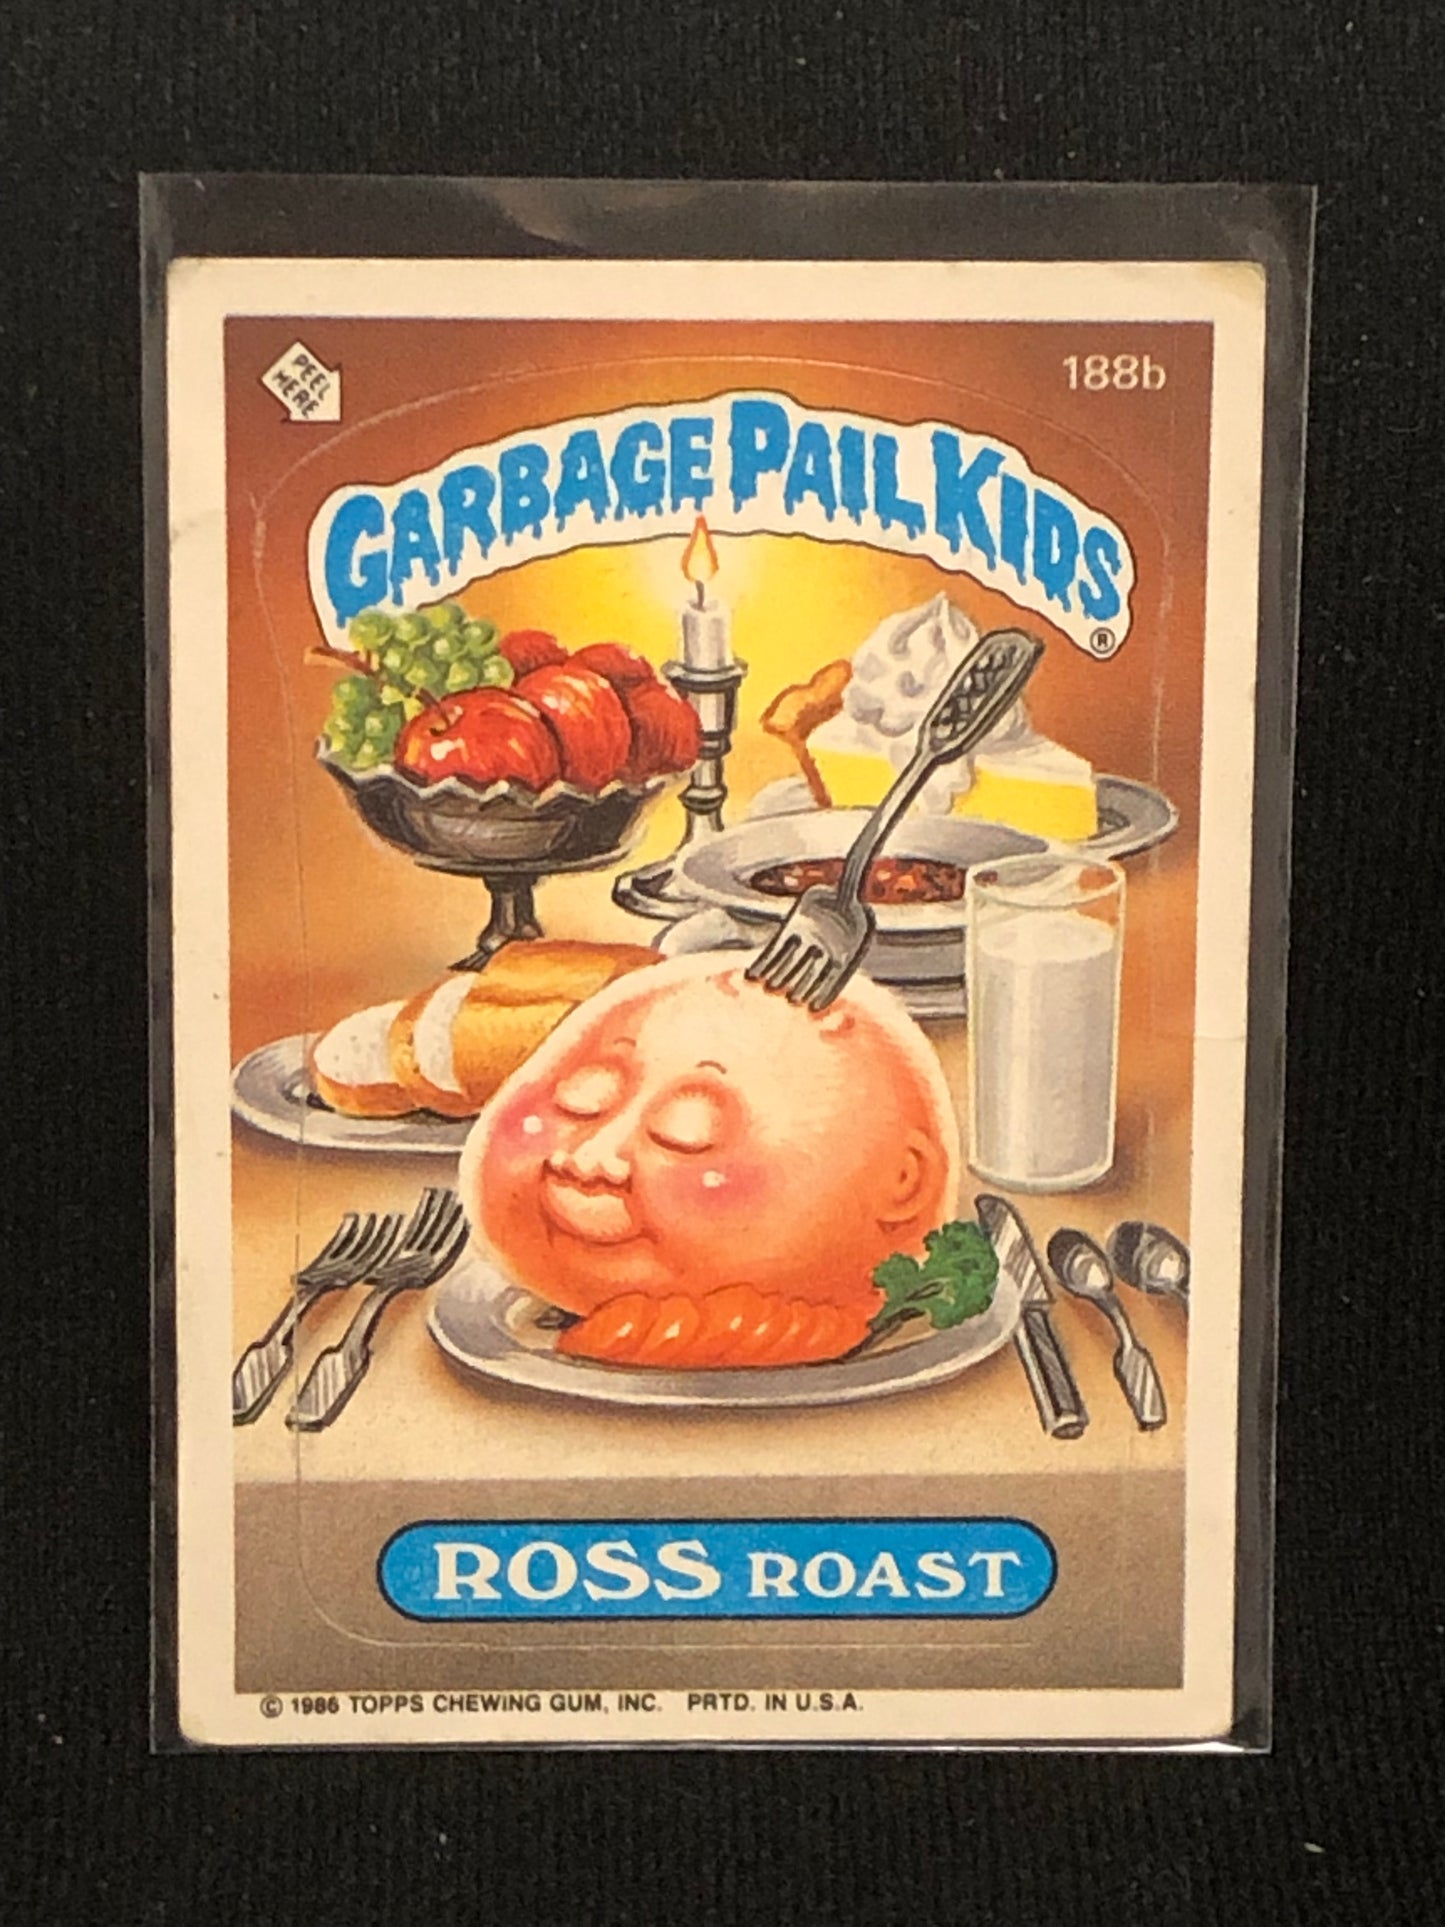 PEEL
HERE
188b
GARBAGE PAIL KIDS
®
ROSS ROAST
© 1986 TOPPS CHEWING GUM, INC. PRTD. IN U.S.A.